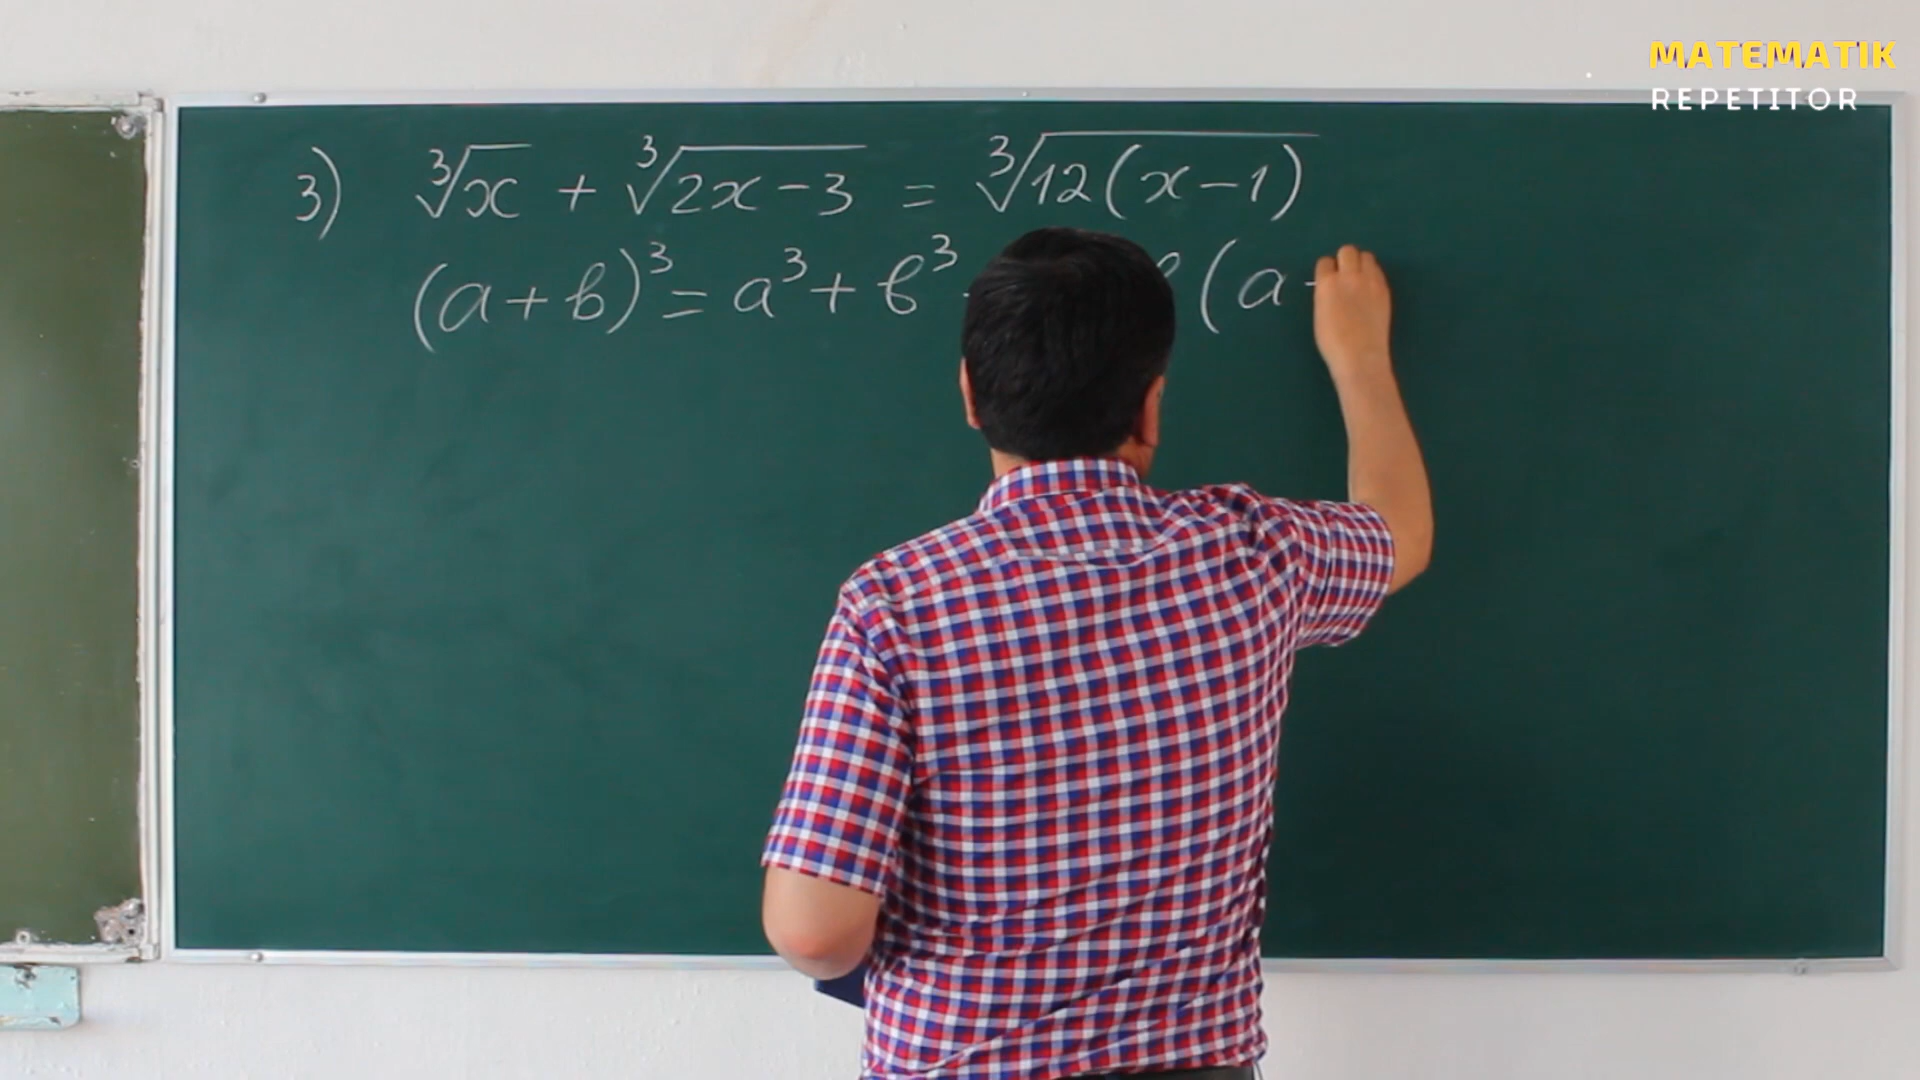 MATEMATIK
REPETITOR
3) ∛x + ∛(2x-3) = ∛(12(x-1))
(a+b)³ = a³ + b³ (a